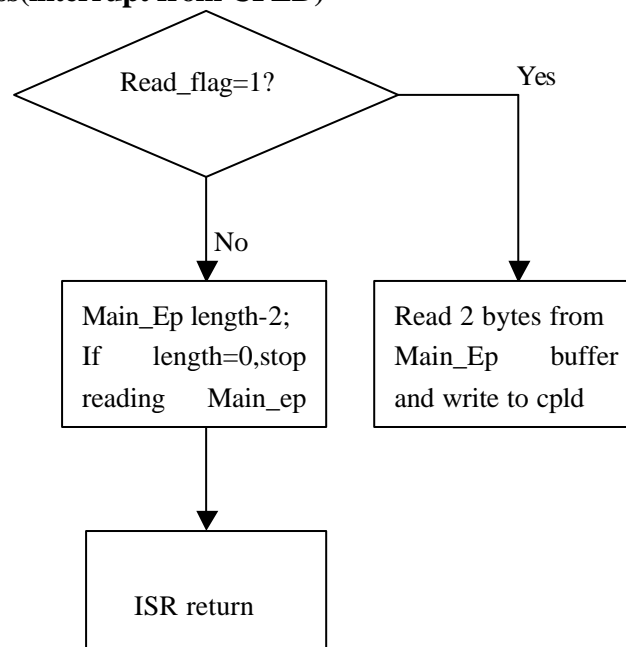 Read_flag=1?
Yes
No
Main_Ep length-2;
If length=0,stop
reading Main_ep
Read 2 bytes from
Main_Ep buffer
and write to cpld
ISR return